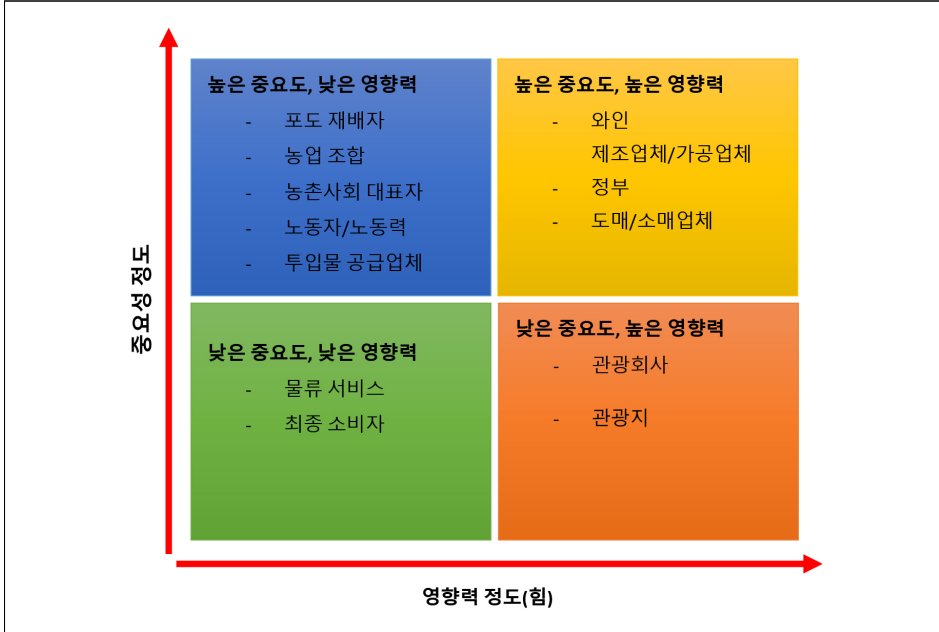 높은 중요도, 낮은 영향력
- 포도 재배자
- 농업 조합
- 농촌사회 대표자
- 노동자/노동력
- 투입물 공급업체
높은 중요도, 높은 영향력
- 와인
제조업체/가공업체
- 정부
- 도매/소매업체
중요성 정도
낮은 중요도, 낮은 영향력
- 물류 서비스
- 최종 소비자
낮은 중요도, 높은 영향력
- 관광회사
- 관광지
영향력 정도(힘)